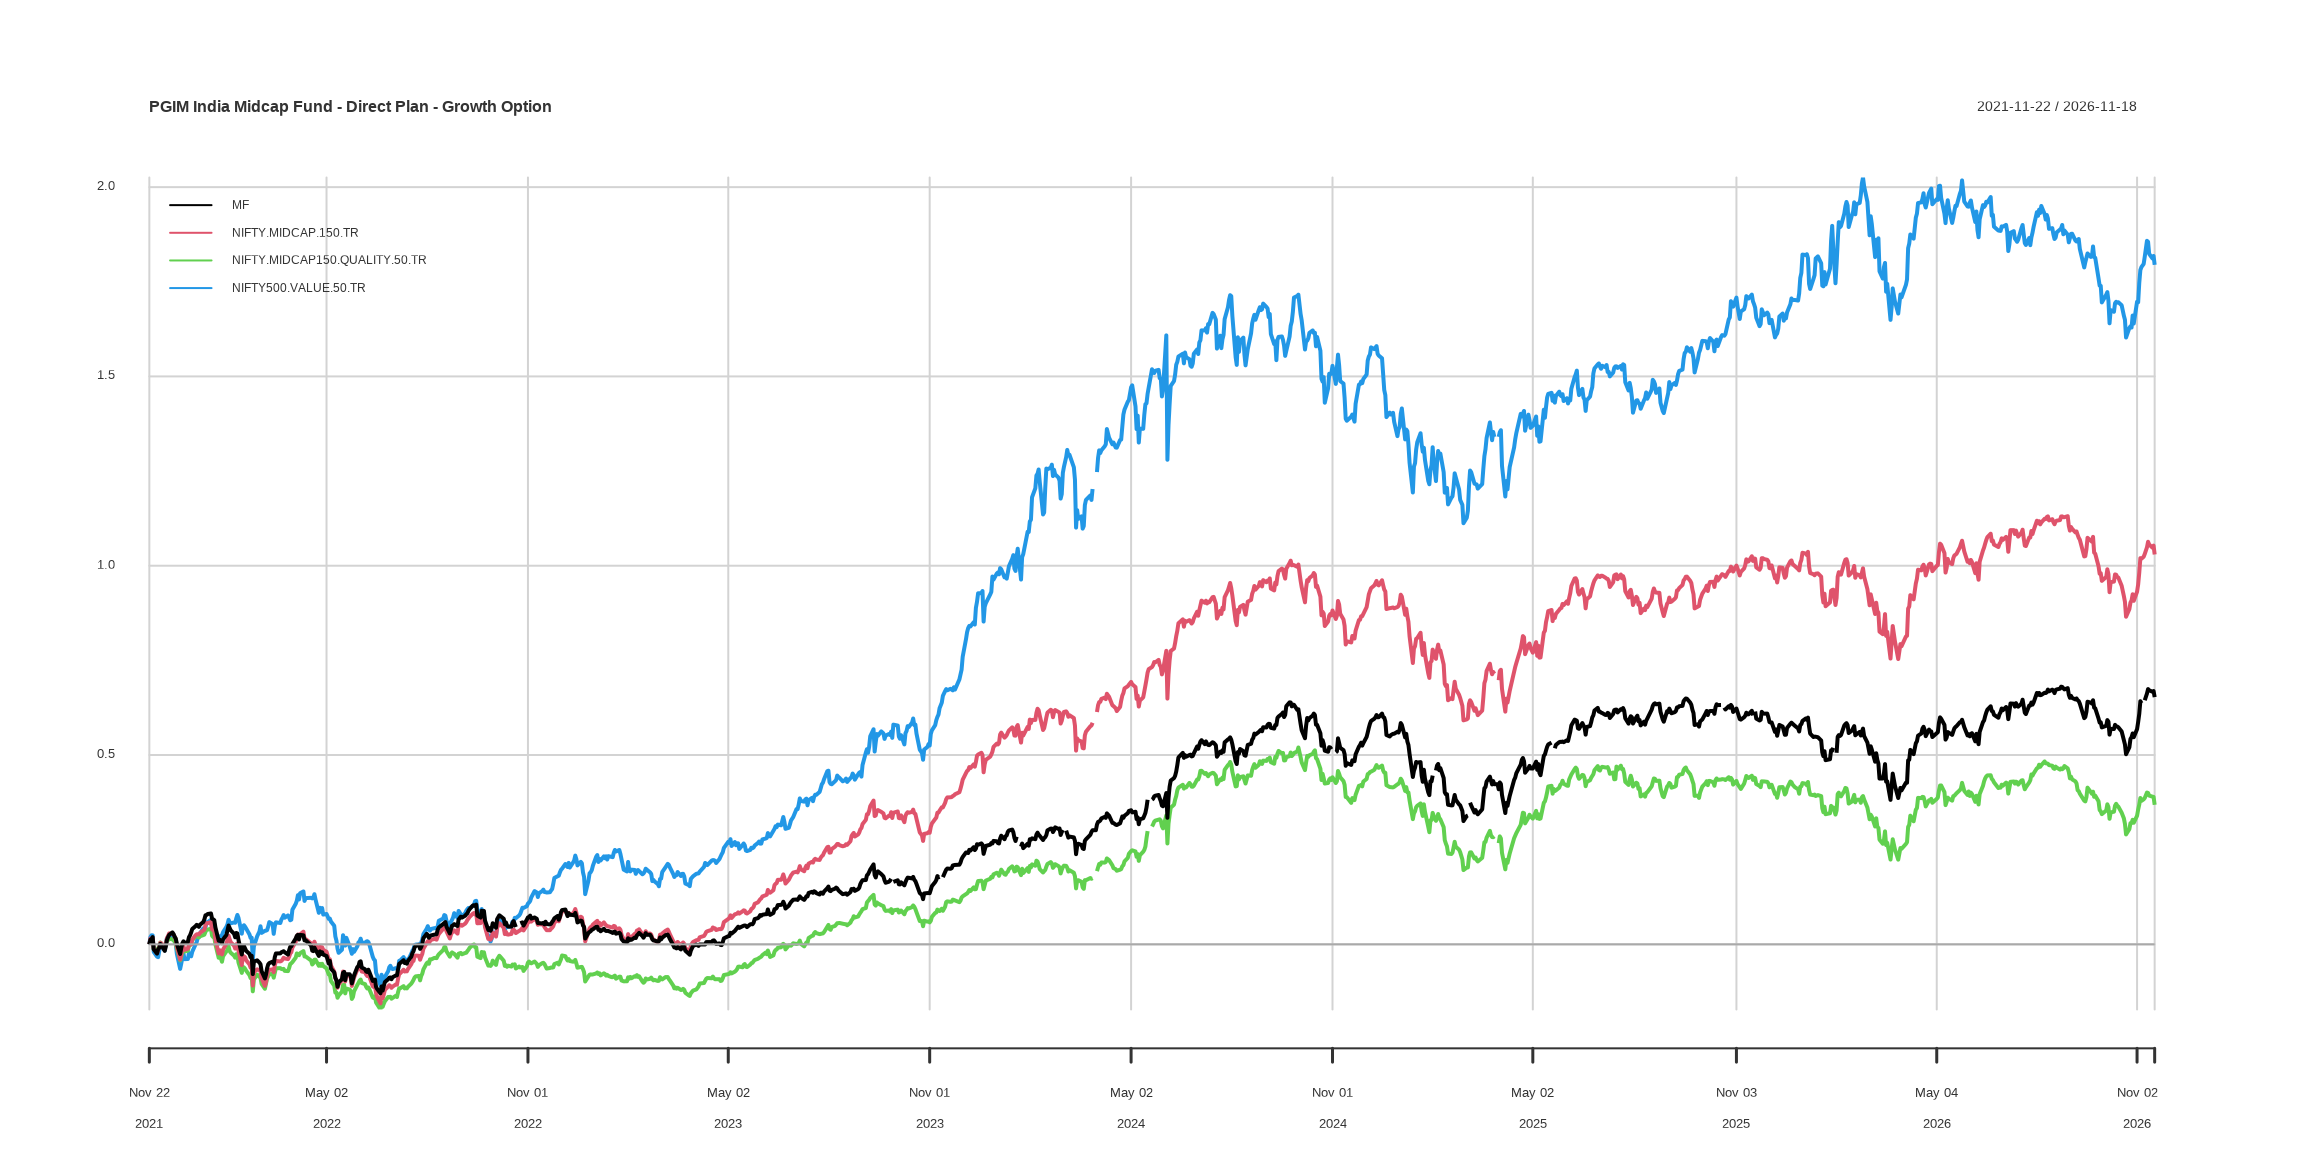 PGIM India Midcap Fund - Direct Plan - Growth Option
2021-11-22 / 2026-11-18
2.0
1.5
1.0
0.5
0.0
MF
NIFTY.MIDCAP.150.TR
NIFTY.MIDCAP150.QUALITY.50.TR
NIFTY500.VALUE.50.TR
Nov 22 May 02 Nov 01 May 02 Nov 01 May 02 Nov 01 May 02 Nov 03 May 04 Nov 02
2021 2022 2022 2023 2023 2024 2024 2025 2025 2026 2026